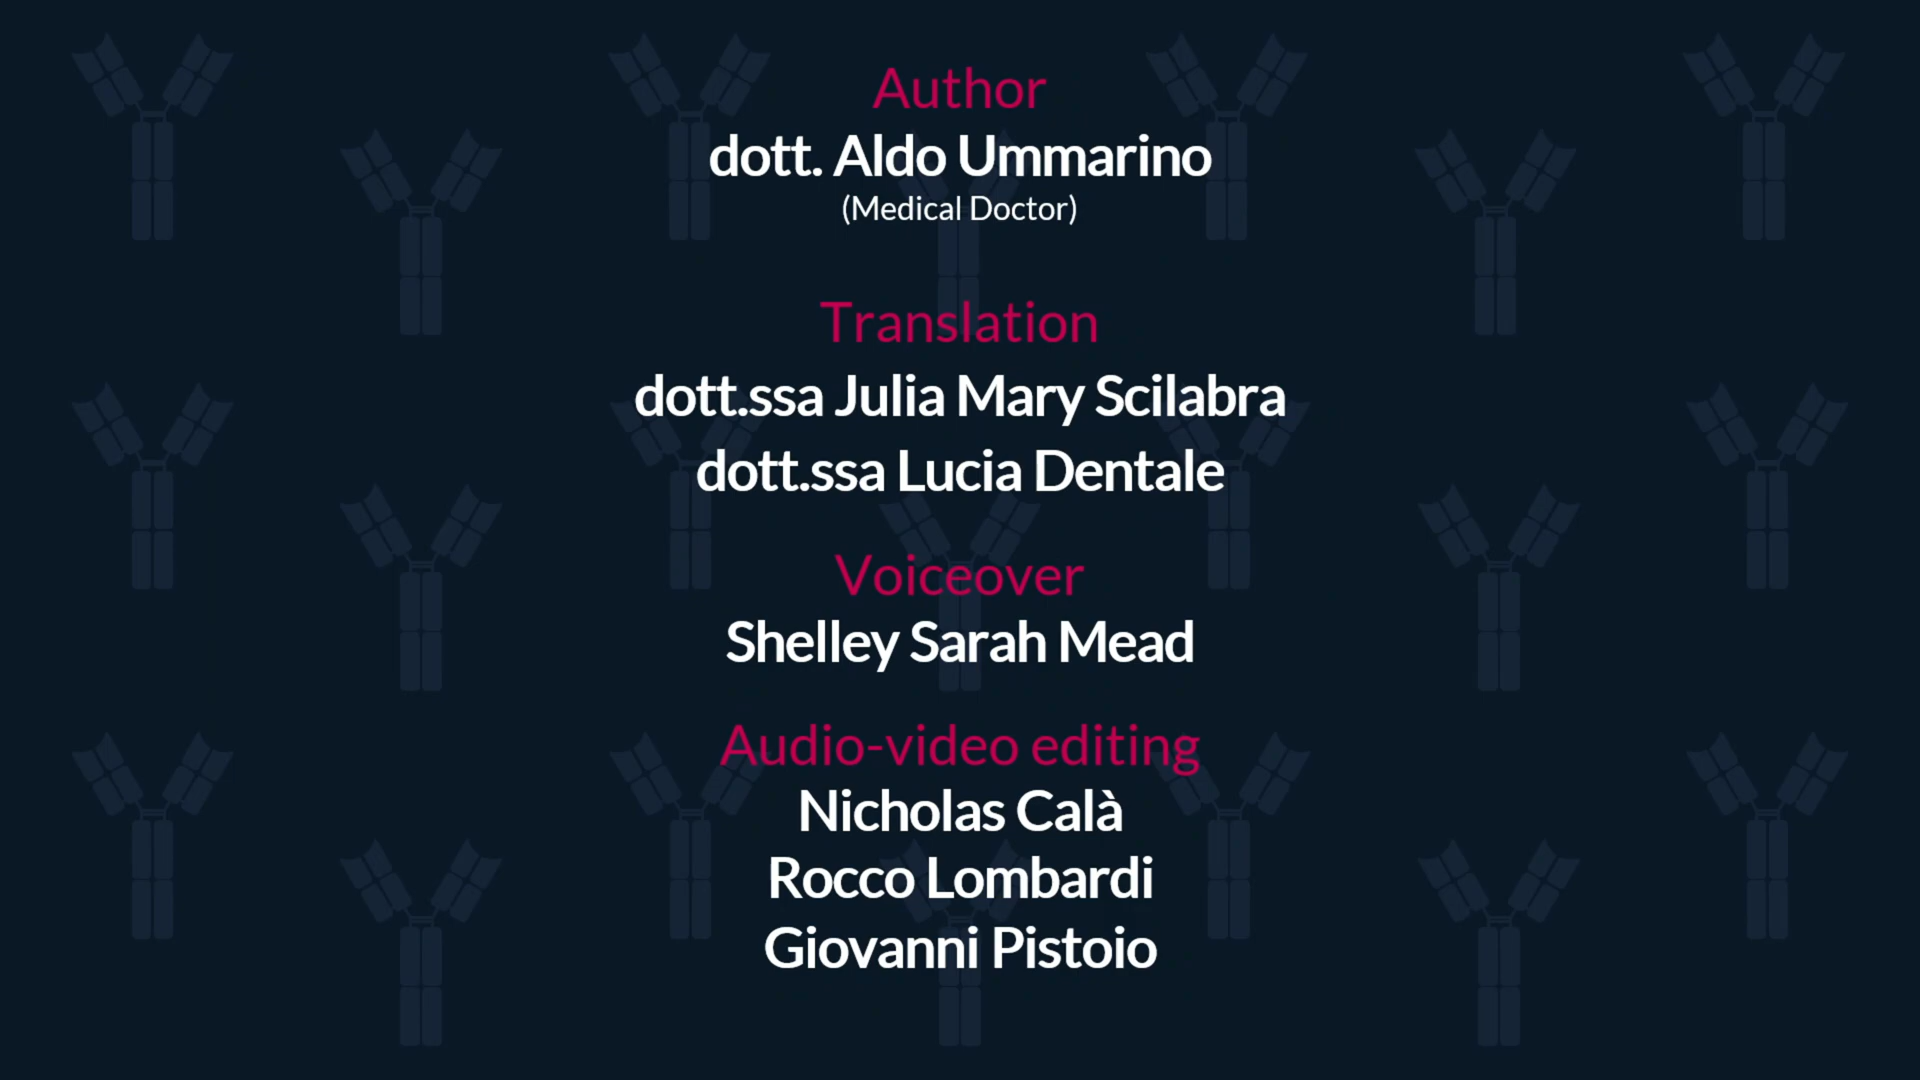 Author
dott. Aldo Ummarino
(Medical Doctor)
Translation
dott.ssa Julia Mary Scilabra
dott.ssa Lucia Dentale
Voiceover
Shelley Sarah Mead
Audio-video editing
Nicholas Calà
Rocco Lombardi
Giovanni Pistoio